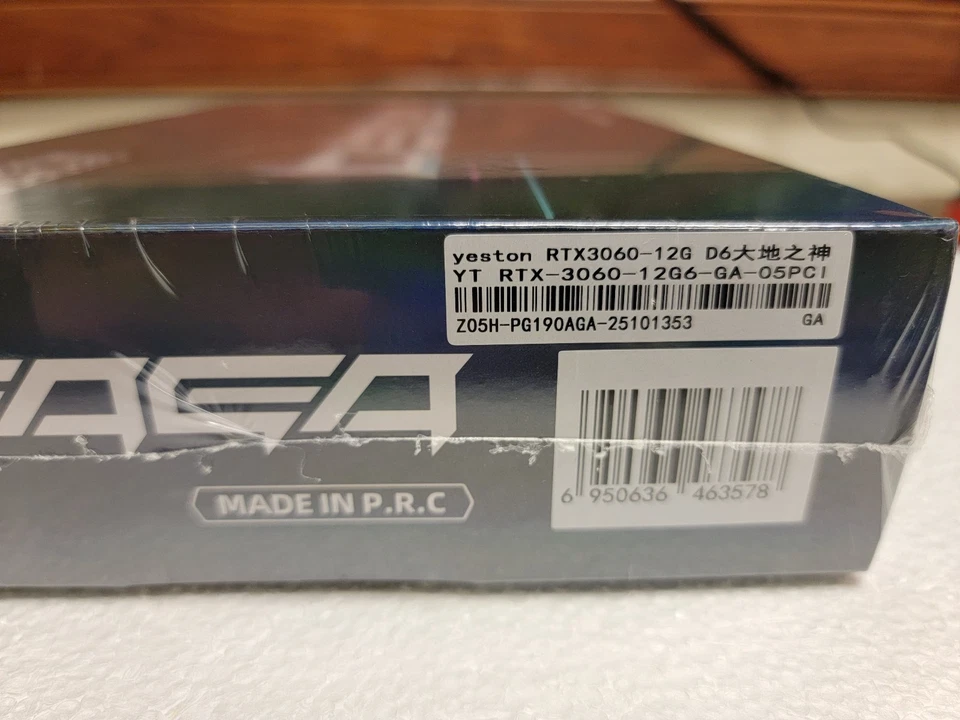 yeston RTX3060-12G D6大地之神
YT RTX-3060-12G6-GA-05PCI
Z05H-PG190AGA-25101353 GA
GAEA
MADE IN P.R.C
6 950636 463578